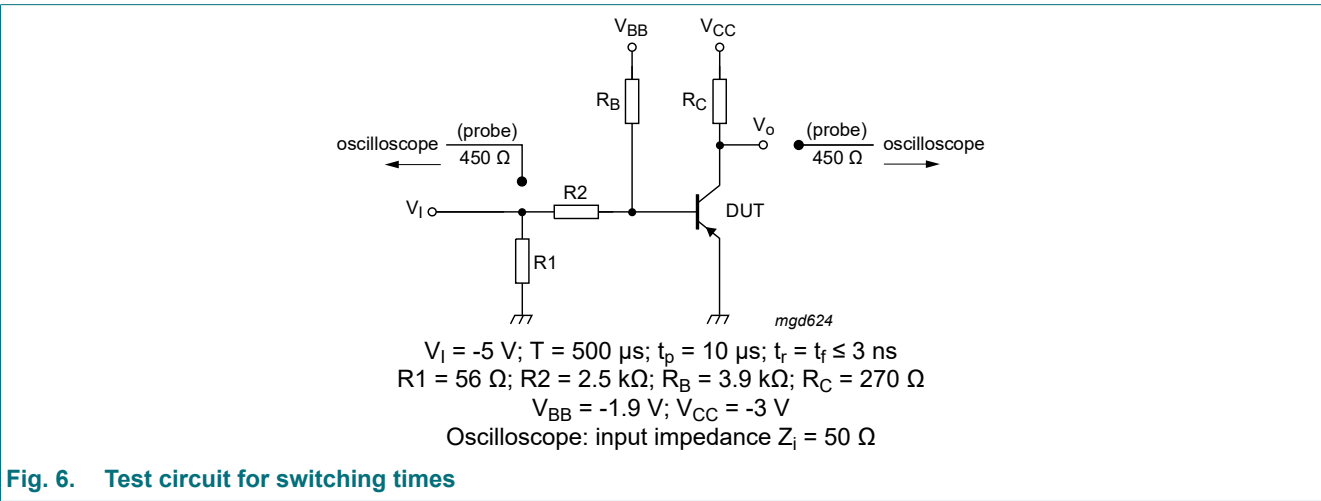 VBB
VCC
RB
RC
Vo
oscilloscope
(probe)
450 Ω
(probe)
450 Ω
oscilloscope
R2
VI
DUT
R1
mgd624
VI = -5 V; T = 500 µs; tp = 10 µs; tr = tf ≤ 3 ns
R1 = 56 Ω; R2 = 2.5 kΩ; RB = 3.9 kΩ; RC = 270 Ω
VBB = -1.9 V; VCC = -3 V
Oscilloscope: input impedance Zi = 50 Ω
Fig. 6. Test circuit for switching times